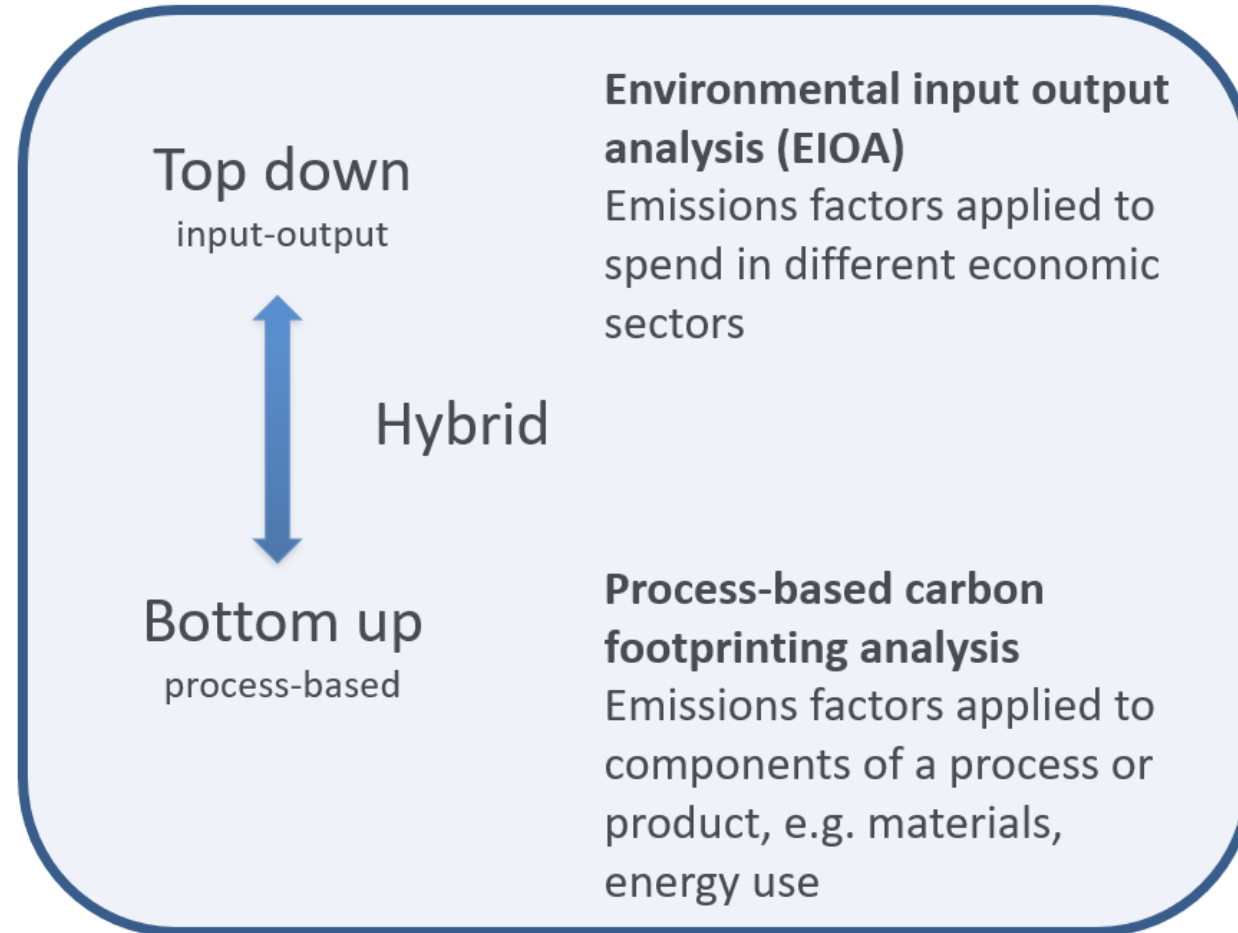 Top down
input-output
Environmental input output
analysis (EIOA)
Emissions factors applied to
spend in different economic
sectors
Hybrid
Bottom up
process-based
Process-based carbon
footprinting analysis
Emissions factors applied to
components of a process or
product, e.g. materials,
energy use